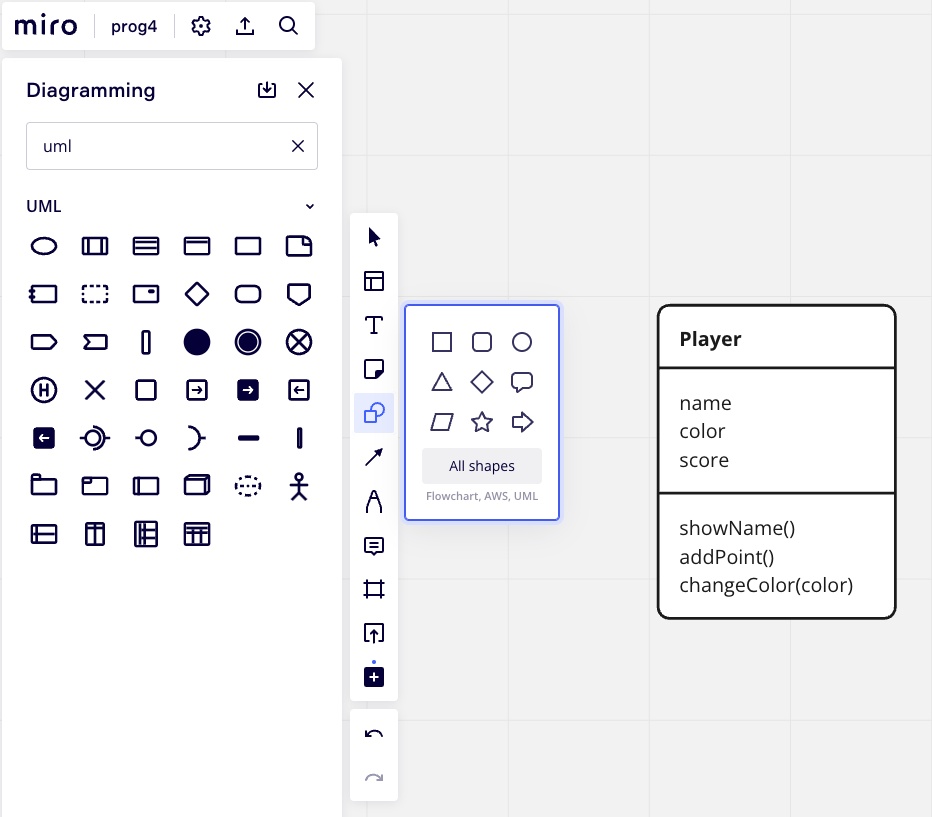 miro
prog4
Diagramming
uml
UML
H
T
All shapes
Flowchart, AWS, UML
Player
name
color
score
showName()
addPoint()
changeColor(color)